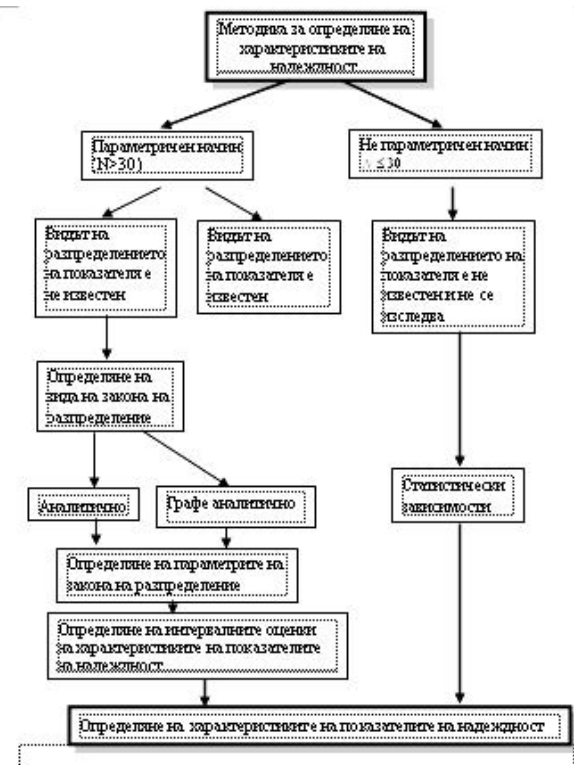 Методика за определяне на
характеристиките на
надеждност
Параметричен начин
(N>30)
Не параметричен начин
≤ 30
Видът на
разпределението
на показателя е
не известен
Видът на
разпределението
на показателя е
известен
Видът на
разпределението на
показателя е не
известен и не се
изследва
Определяне на
вида на закона на
разпределение
Аналитично
Графе аналитично
Статистически
зависимости
Определяне на параметрите на
закона на разпределение
Определяне на интервалните оценки
на характеристиките на показателите
на надеждност
Определяне на характеристиките на показателите на надеждност